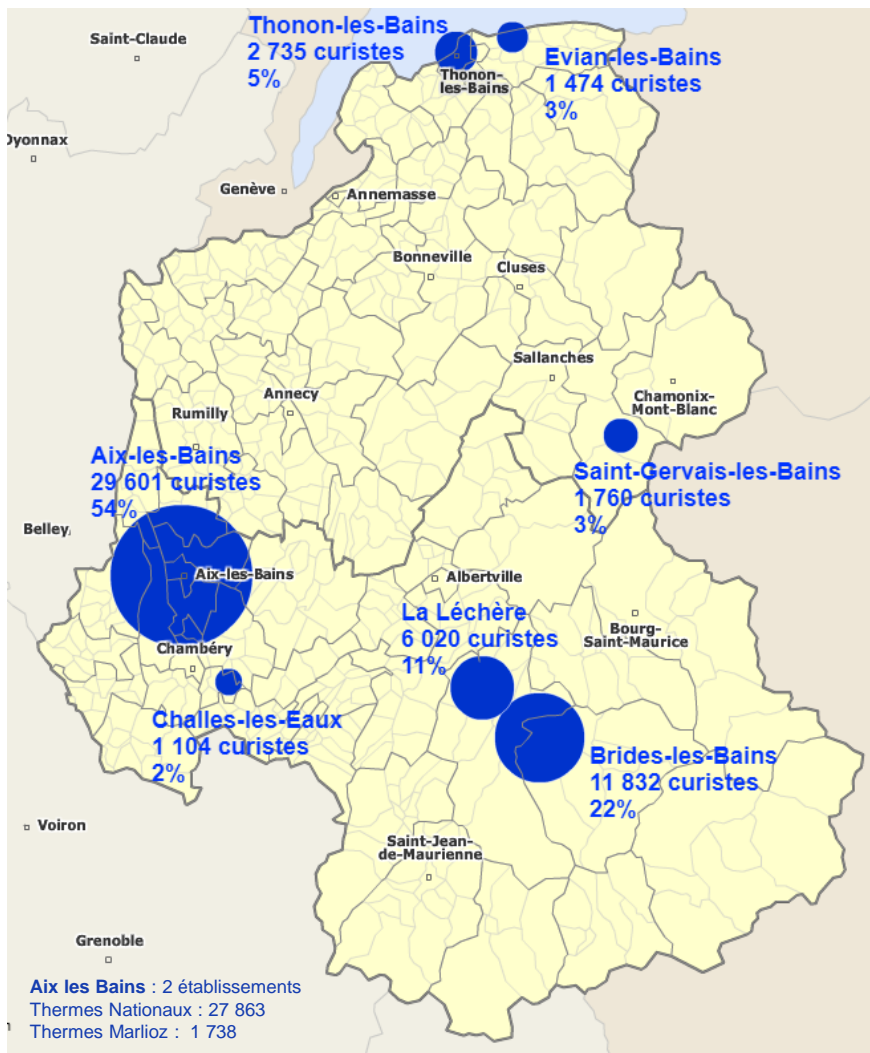 Thonon-les-Bains
2 735 curistes
5%
Saint-Claude
Evian-les-Bains
1 474 curistes
3%
Thonon-
les-Bains
Oyonnax
Genève
Annemasse
Bonneville
Cluses
Sallanches
Chamonix-
Mont-Blanc
Annecy
Rumilly
Aix-les-Bains
29 601 curistes
54%
Saint-Gervais-les-Bains
1 760 curistes
3%
Belley
Aix-les-Bains
Albertville
La Léchère
6 020 curistes
11%
Bourg-
Saint-Maurice
Chambéry
Challes-les-Eaux
1 104 curistes
2%
Brides-les-Bains
11 832 curistes
22%
Voiron
Saint-Jean-
de-Maurienne
Grenoble
Aix les Bains : 2 établissements
Thermes Nationaux : 27 863
Thermes Marlioz : 1 738